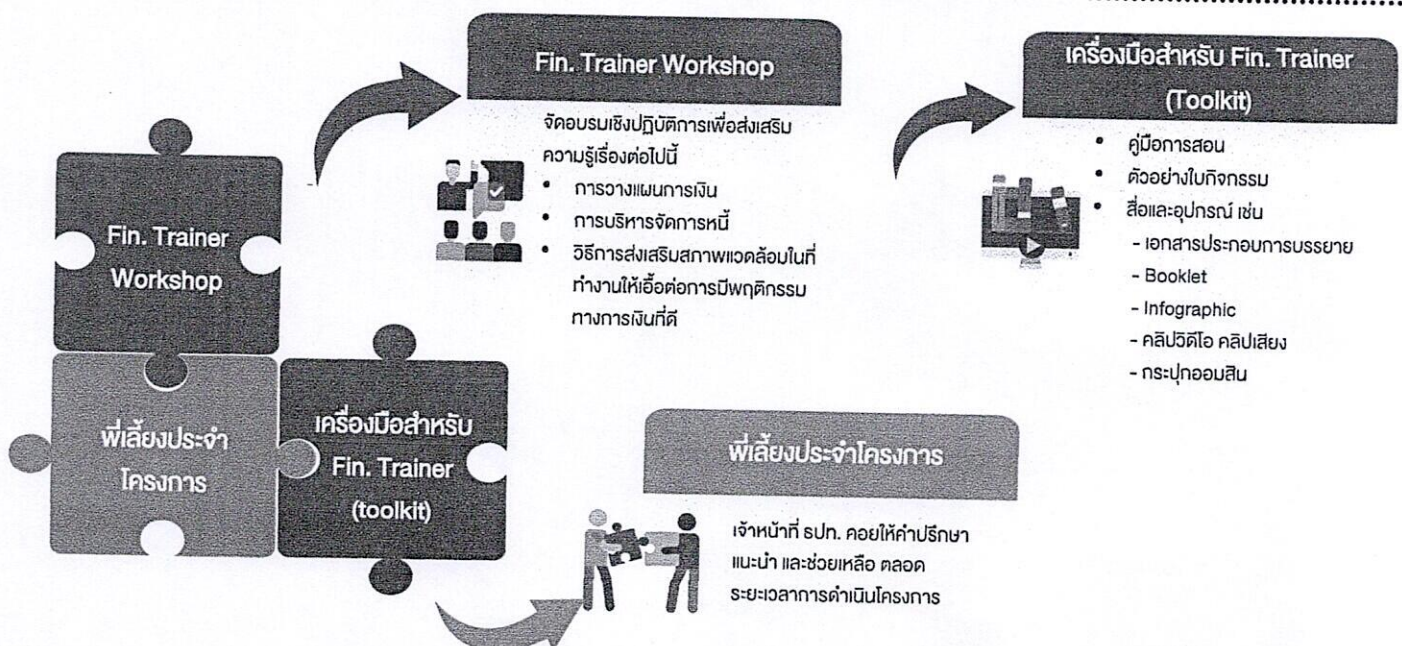 Fin. Trainer
Workshop
พี่เลี้ยงประจำ
โครงการ
เครื่องมือสำหรับ
Fin. Trainer
(toolkit)
Fin. Trainer Workshop
จัดอบรมเชิงปฏิบัติการเพื่อส่งเสริม
ความรู้เรื่องต่อไปนี้
• การวางแผนการเงิน
• การบริหารจัดการหนี้
• วิธีการส่งเสริมสภาพแวดล้อมในที่
ทำงานให้เอื้อต่อการมีพฤติกรรม
ทางการเงินที่ดี
เครื่องมือสำหรับ Fin. Trainer
(Toolkit)
• คู่มือการสอน
• ตัวอย่างใบกิจกรรม
• สื่อและอุปกรณ์ เช่น
- เอกสารประกอบการบรรยาย
- Booklet
- Infographic
- คลิปวิดีโอ คลิปเสียง
- กระปุกออมสิน
พี่เลี้ยงประจำโครงการ
เจ้าหน้าที่ ธปท. คอยให้คำปรึกษา
แนะนำ และช่วยเหลือ ตลอด
ระยะเวลาการดำเนินโครงการ